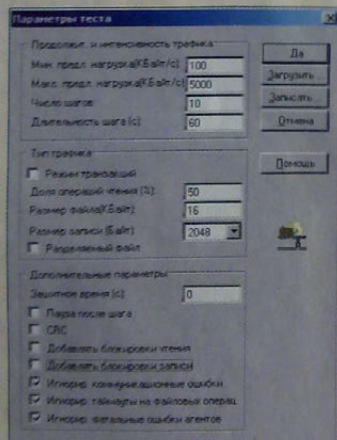 Параметры теста
Продолжит. и интенсивность трафика
Мин. предл. нагрузка(КБайт/с): 100
Макс. предл. нагрузка(КБайт/с): 5000
Число шагов: 10
Длительность шага (с): 60
Да
Загрузить
Записать
Отмена
Помощь
Тип трафика
Режим транзакций
Доля операций чтения (%): 50
Размер файла(КБайт): 16
Размер записи (Байт): 2048
Разделяемый файл
Дополнительные параметры
Защитное время (с): 0
Пауза после шага
CRC
Добавлять блокировки чтения
Добавлять блокировки записи
Игнорир. коммуникационные ошибки
Игнорир. таймауты на файловых операц.
Игнорир. фатальные ошибки агентов